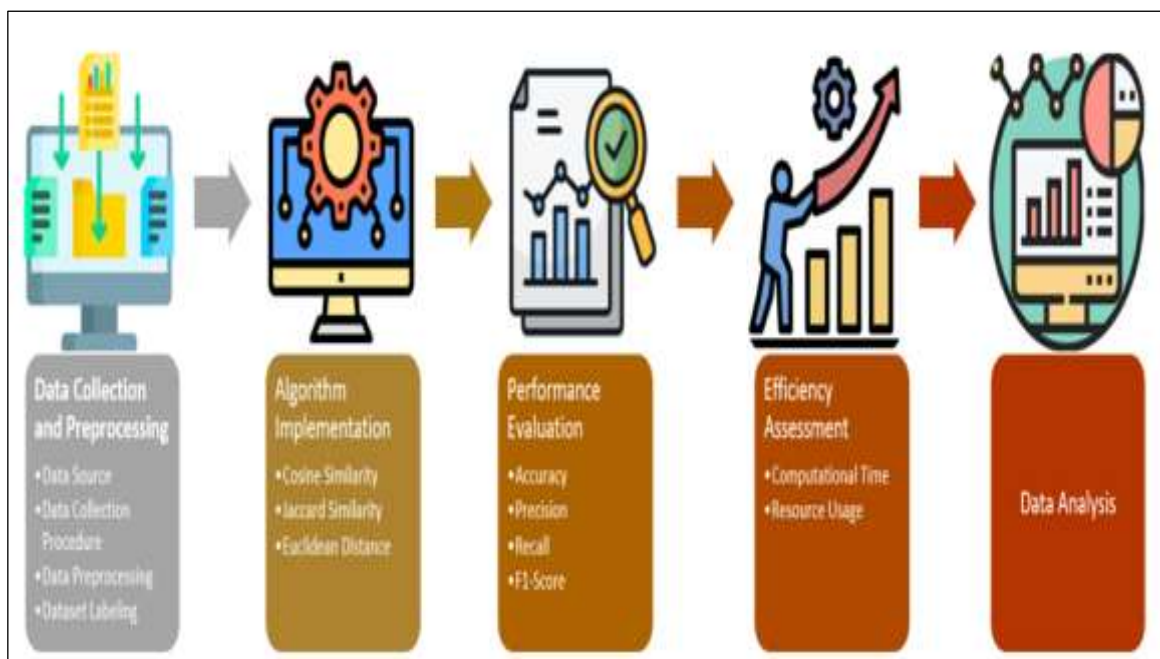 Data Collection
and Preprocessing
•Data Source
•Data Collection
Procedure
•Data Preprocessing
•Dataset Labeling
Algorithm
Implementation
•Cosine Similarity
•Jaccard Similarity
•Euclidean Distance
Performance
Evaluation
•Accuracy
•Precision
•Recall
•F1-Score
Efficiency
Assessment
•Computational Time
•Resource Usage
Data Analysis